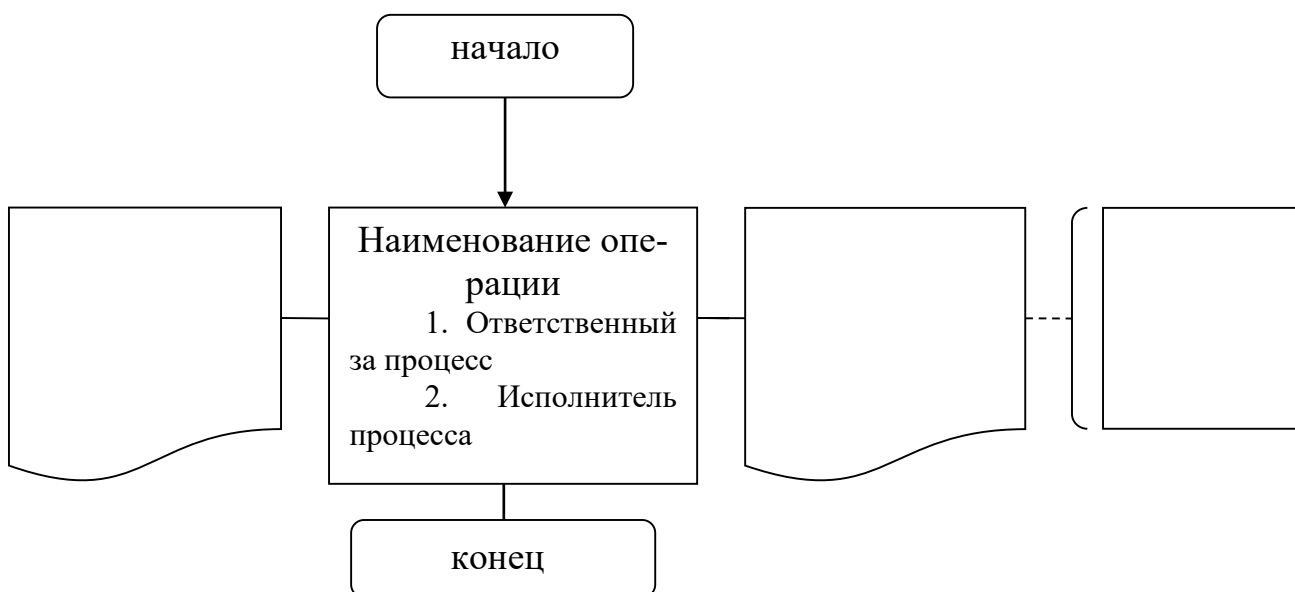 начало
Наименование опе-
рации
1. Ответственный
за процесс
2. Исполнитель
процесса
конец